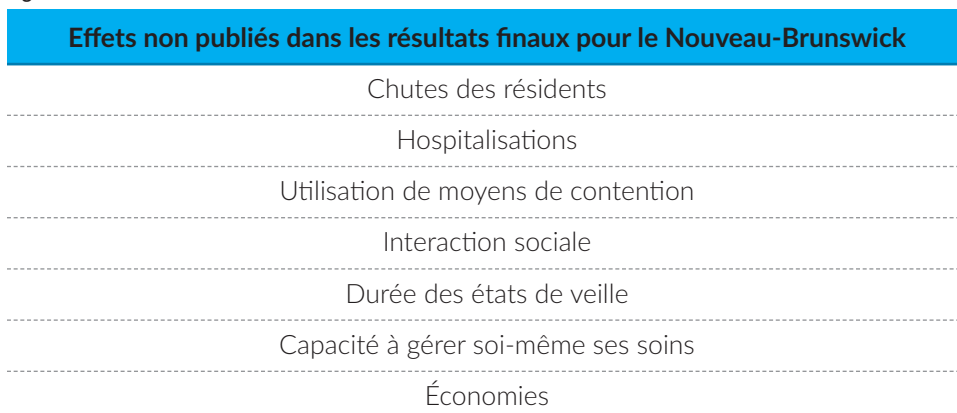 Effets non publiés dans les résultats finaux pour le Nouveau-Brunswick
Chutes des résidents
Hospitalisations
Utilisation de moyens de contention
Interaction sociale
Durée des états de veille
Capacité à gérer soi-même ses soins
Économies